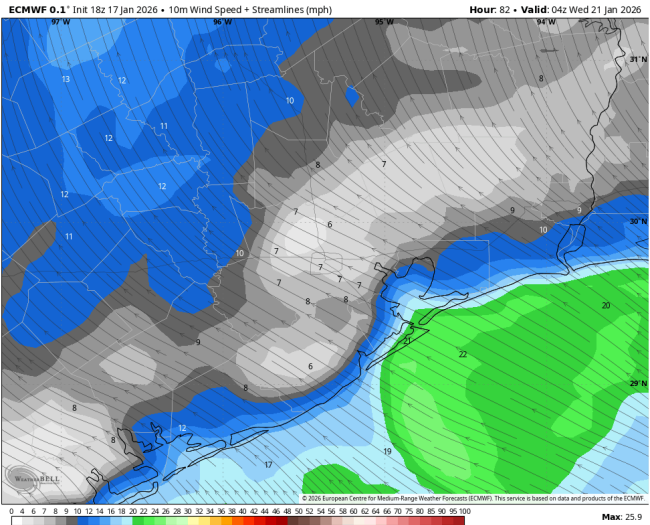 ECMWF 0.1° Init 18z 17 Jan 2026 • 10m Wind Speed + Streamlines (mph)
Hour: 82 • Valid: 04z Wed 21 Jan 2026
97°W 96°W 95°W 94°W
31°N
13 12 8
10
11
12
8 7
12 12
7 9 9
6 30°N
11 10 10
7
7 7
7 7
8 8
20
9 21
22
6
29°N
8 8
12
8
19
17
WEATHERBELL
© 2026 European Centre for Medium-Range Weather Forecasts (ECMWF). This service is based on data and products of the ECMWF.
0 4 6 7 8 9 10 12 14 16 18 20 22 24 26 28 30 32 34 36 38 40 42 44 46 48 50 52 54 56 58 60 65 70 75 80 85 90 95 100
Max: 25.9